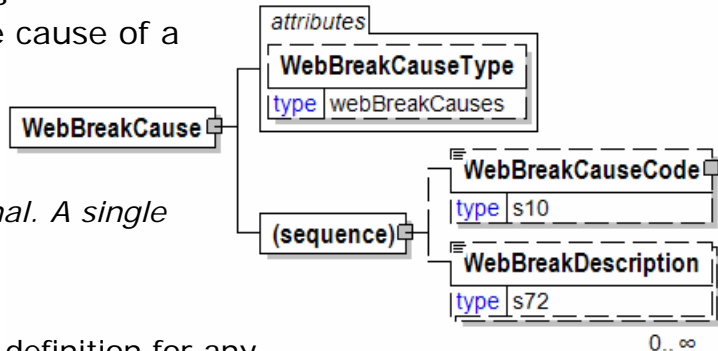 s
e cause of a
attributes
WebBreakCauseType
type webBreakCauses
WebBreakCause
nal. A single
WebBreakCauseCode
type s10
(sequence)
WebBreakDescription
type s72
0..∞
definition for any